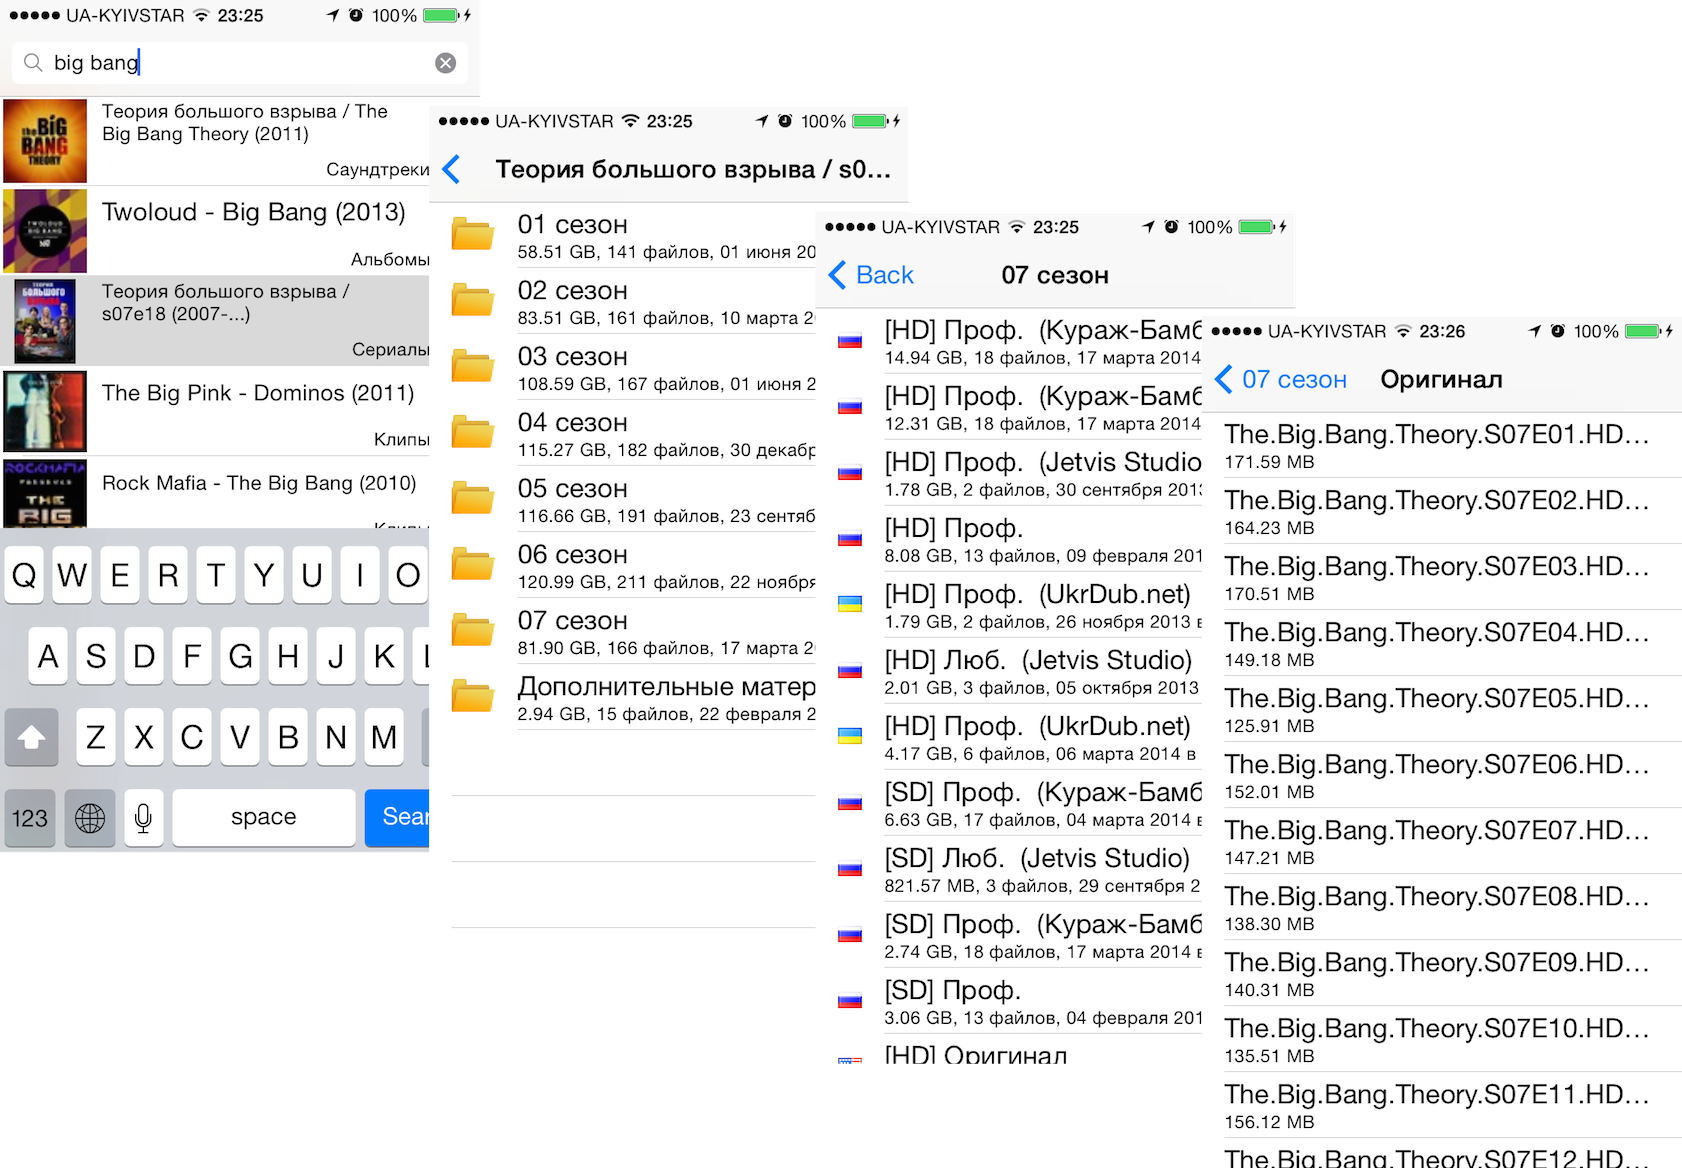 UA-KYIVSTAR 23:25 100%
big bang
the BIG
BANG
THEORY
Теория большого взрыва / The
Big Bang Theory (2011)
Саундтреки
TWOLOUD
BIG BANG
Twoloud - Big Bang (2013)
Альбомы
ТЕОРИЯ
БОЛЬШОГО
ВЗРЫВА
Теория большого взрыва /
s07e18 (2007-...)
Сериалы
The Big Pink - Dominos (2011)
Клипы
ROCK MAFIA
PRESENTS
THE
BIG
Rock Mafia - The Big Bang (2010)
Клипы
Q W E R T Y U I O
A S D F G H J K L
Z X C V B N M
123 space Sear
UA-KYIVSTAR 23:25 100%
Теория большого взрыва / s0...
01 сезон
58.51 GB, 141 файлов, 01 июня 20
02 сезон
83.51 GB, 161 файлов, 10 марта 2
03 сезон
108.59 GB, 167 файлов, 01 июня 2
04 сезон
115.27 GB, 182 файлов, 30 декабр
05 сезон
116.66 GB, 191 файлов, 23 сентяб
06 сезон
120.99 GB, 211 файлов, 22 ноября
07 сезон
81.90 GB, 166 файлов, 17 марта 2
Дополнительные матер
2.94 GB, 15 файлов, 22 февраля 2
UA-KYIVSTAR 23:25 100%
Back 07 сезон
[HD] Проф. (Кураж-Бамб
14.94 GB, 18 файлов, 17 марта 2014
[HD] Проф. (Кураж-Бамб
12.31 GB, 18 файлов, 17 марта 2014
[HD] Проф. (Jetvis Studio
1.78 GB, 2 файлов, 30 сентября 2013
[HD] Проф.
8.08 GB, 13 файлов, 09 февраля 201
[HD] Проф. (UkrDub.net)
1.79 GB, 2 файлов, 26 ноября 2013 в
[HD] Люб. (Jetvis Studio)
2.01 GB, 3 файлов, 05 октября 2013
[HD] Проф. (UkrDub.net)
4.17 GB, 6 файлов, 06 марта 2014 в
[SD] Проф. (Кураж-Бамб
6.63 GB, 17 файлов, 04 марта 2014 в
[SD] Люб. (Jetvis Studio)
821.57 MB, 3 файлов, 29 сентября 2
[SD] Проф. (Кураж-Бамб
2.74 GB, 18 файлов, 17 марта 2014 в
[SD] Проф.
3.06 GB, 13 файлов, 04 февраля 201
[HD] Оригинал
UA-KYIVSTAR 23:26 100%
07 сезон Оригинал
The.Big.Bang.Theory.S07E01.HD...
171.59 MB
The.Big.Bang.Theory.S07E02.HD...
164.23 MB
The.Big.Bang.Theory.S07E03.HD...
170.51 MB
The.Big.Bang.Theory.S07E04.HD...
149.18 MB
The.Big.Bang.Theory.S07E05.HD...
125.91 MB
The.Big.Bang.Theory.S07E06.HD...
152.01 MB
The.Big.Bang.Theory.S07E07.HD...
147.21 MB
The.Big.Bang.Theory.S07E08.HD...
138.30 MB
The.Big.Bang.Theory.S07E09.HD...
140.31 MB
The.Big.Bang.Theory.S07E10.HD...
135.51 MB
The.Big.Bang.Theory.S07E11.HD...
156.12 MB
The.Big.Bang.Theory.S07E12.HD...